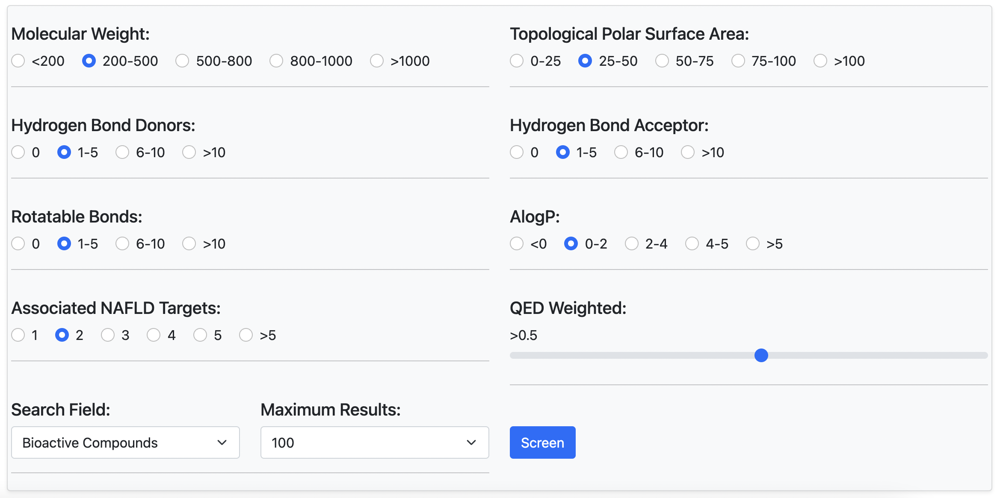 Molecular Weight:
<200 200-500 500-800 800-1000 >1000
Topological Polar Surface Area:
0-25 25-50 50-75 75-100 >100
Hydrogen Bond Donors:
0 1-5 6-10 >10
Hydrogen Bond Acceptor:
0 1-5 6-10 >10
Rotatable Bonds:
0 1-5 6-10 >10
AlogP:
<0 0-2 2-4 4-5 >5
Associated NAFLD Targets:
1 2 3 4 5 >5
QED Weighted:
>0.5
Search Field:
Bioactive Compounds
Maximum Results:
100
Screen